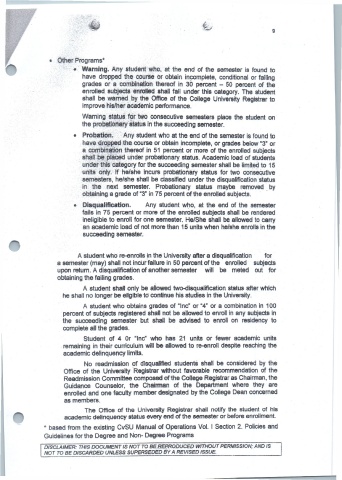 9
• Other Programs*
• Warning. Any student who, at the end of the semester is found to
have dropped the course or obtain incomplete, conditional or failing
grades or a combination thereof in 30 percent – 50 percent of the
enrolled subjects enrolled shall fall under this category. The student
shall be warned by the Office of the College University Registrar to
improve his/her academic performance.
Warning status for two consecutive semesters place the student on
the probationary status in the succeeding semester.
• Probation. Any student who at the end of the semester is found to
have dropped the course or obtain incomplete, or grades below "3" or
a combination thereof in 51 percent or more of the enrolled subjects
shall be placed under probationary status. Academic load of students
under this category for the succeeding semester shall be limited to 15
units only. If he/she incurs probationary status for two consecutive
semesters, he/she shall be classified under the disqualification status
in the next semester. Probationary status maybe removed by
obtaining a grade of "3" in 75 percent of the enrolled subjects.
• Disqualification. Any student who, at the end of the semester
fails in 75 percent or more of the enrolled subjects shall be rendered
ineligible to enroll for one semester. He/She shall be allowed to carry
an academic load of not more than 15 units when he/she enrolls in the
succeeding semester.
A student who re-enrolls in the University after a disqualification for
a semester (may) shall not incur failure in 50 percent of the enrolled subjects
upon return. A disqualification of another semester will be meted out for
obtaining the failing grades.
A student shall only be allowed two-disqualification status after which
he shall no longer be eligible to continue his studies in the University
A student who obtains grades of "Inc" or "4" or a combination in 100
percent of subjects registered shall not be allowed to enroll in any subjects in
the succeeding semester but shall be advised to enroll on residency to
complete all the grades.
Student of 4 0r "Inc" who has 21 units or fewer academic units
remaining in their curriculum will be allowed to re-enroll despite reaching the
academic delinquency limits.
No readmission of disqualified students shall be considered by the
Office of the University Registrar without favorable recommendation of the
Readmission Committee composed of the College Registrar as Chairman, the
Guidance Counselor, the Chairman of the Department where they are
enrolled and one faculty member designated by the College Dean concerned
as members.
The Office of the University Registrar shall notify the student of his
academic delinquency status every end of the semester or before enrollment.
* based from the existing CvSU Manual of Operations Vol. I Section 2. Policies and
Guidelines for the Degree and Non- Degree Programs
DISCLAIMER: THIS DOCUMENT IS NOT TO BE REPRODUCED WITHOUT PERMISSION; AND IS
NOT TO BE DISCARDED UNLESS SUPERSEDED BY A REVISED ISSUE.